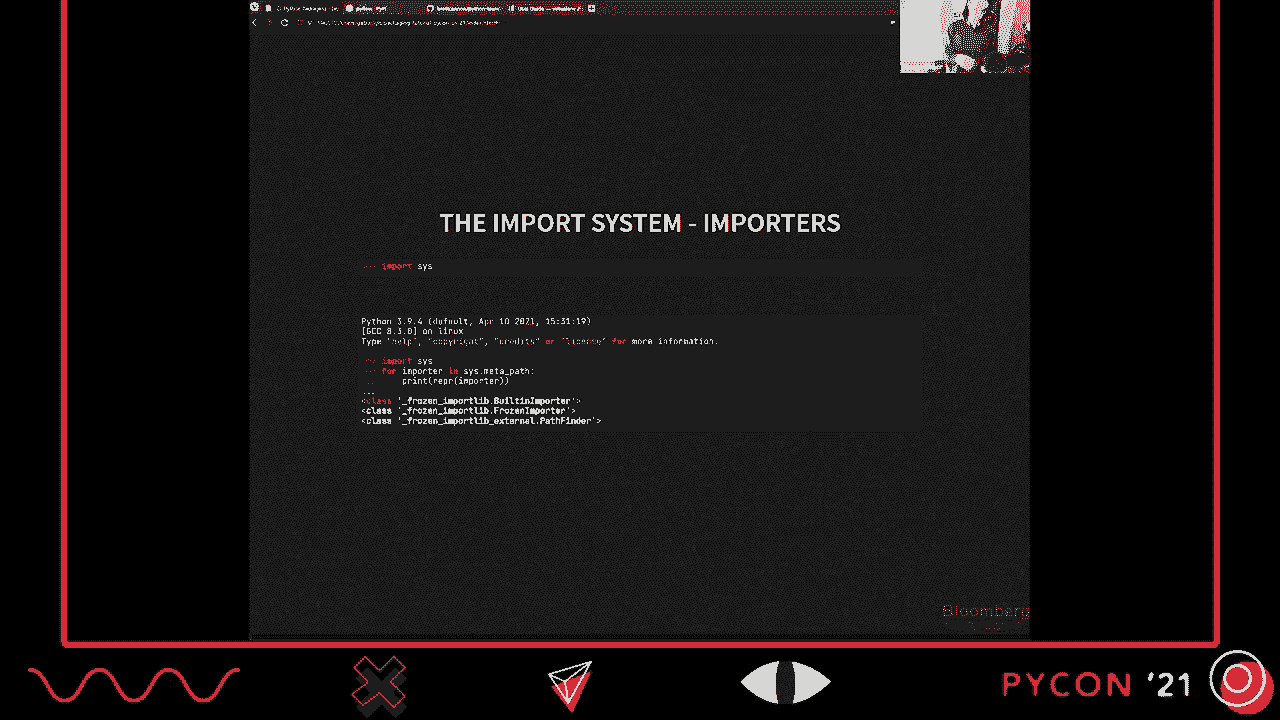 THE IMPORT SYSTEM - IMPORTERS
>>> import sys
Python 3.9.4 (default, Apr 10 2021, 15:31:19)
[GCC 8.3.0] on linux
Type "help", "copyright", "credits" or "license" for more information.
>>> import sys
>>> for importer in sys.meta_path:
... print(repr(importer))
...
<class '_frozen_importlib.BuiltinImporter'>
<class '_frozen_importlib.FrozenImporter'>
<class '_frozen_importlib_external.PathFinder'>
Bloomberg
PYCON '21